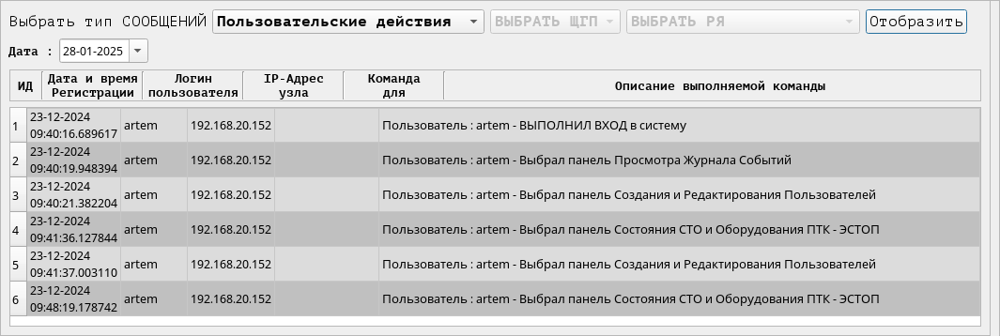 Выбрать тип СООБЩЕНИЙ Пользовательские действия ВЫБРАТЬ ЩГП ВЫБРАТЬ РЯ Отобразить
Дата : 28-01-2025
ИД Дата и время Регистрации Логин пользователя IP-Адрес узла Команда для Описание выполняемой команды
1 23-12-2024 09:40:16.689617 artem 192.168.20.152 Пользователь : artem - ВЫПОЛНИЛ ВХОД в систему
2 23-12-2024 09:40:19.948394 artem 192.168.20.152 Пользователь : artem - Выбрал панель Просмотра Журнала Событий
3 23-12-2024 09:40:21.382204 artem 192.168.20.152 Пользователь : artem - Выбрал панель Создания и Редактирования Пользователей
4 23-12-2024 09:41:36.127844 artem 192.168.20.152 Пользователь : artem - Выбрал панель Состояния СТО и Оборудования ПТК - ЭСТОП
5 23-12-2024 09:41:37.003110 artem 192.168.20.152 Пользователь : artem - Выбрал панель Создания и Редактирования Пользователей
6 23-12-2024 09:48:19.178742 artem 192.168.20.152 Пользователь : artem - Выбрал панель Состояния СТО и Оборудования ПТК - ЭСТОП